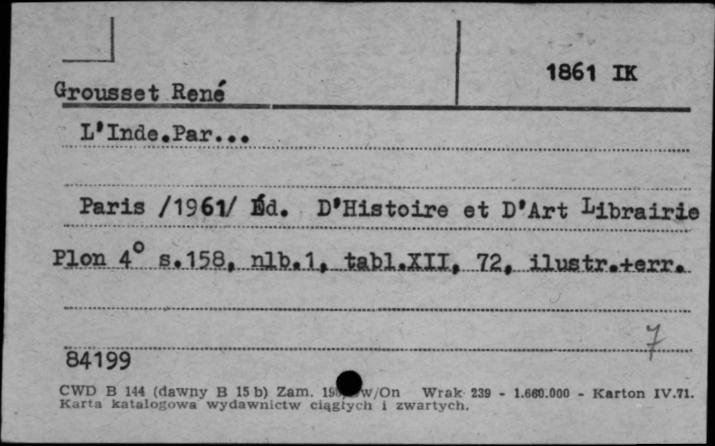 1861 IK
Grousset René
L'Inde.Par...
Paris /1961/ Éd. D'Histoire et D'Art Librairie
Plon 4° s.158, nlb.1, tabl.XII, 72, ilustr.+err.
7
84199
CWD B 144 (dawny B 15 b) Zam. W/On Wrak 239 - 1.660.000 - Karton IV.71.
Karta katalogowa wydawnictw ciągłych i zwartych.